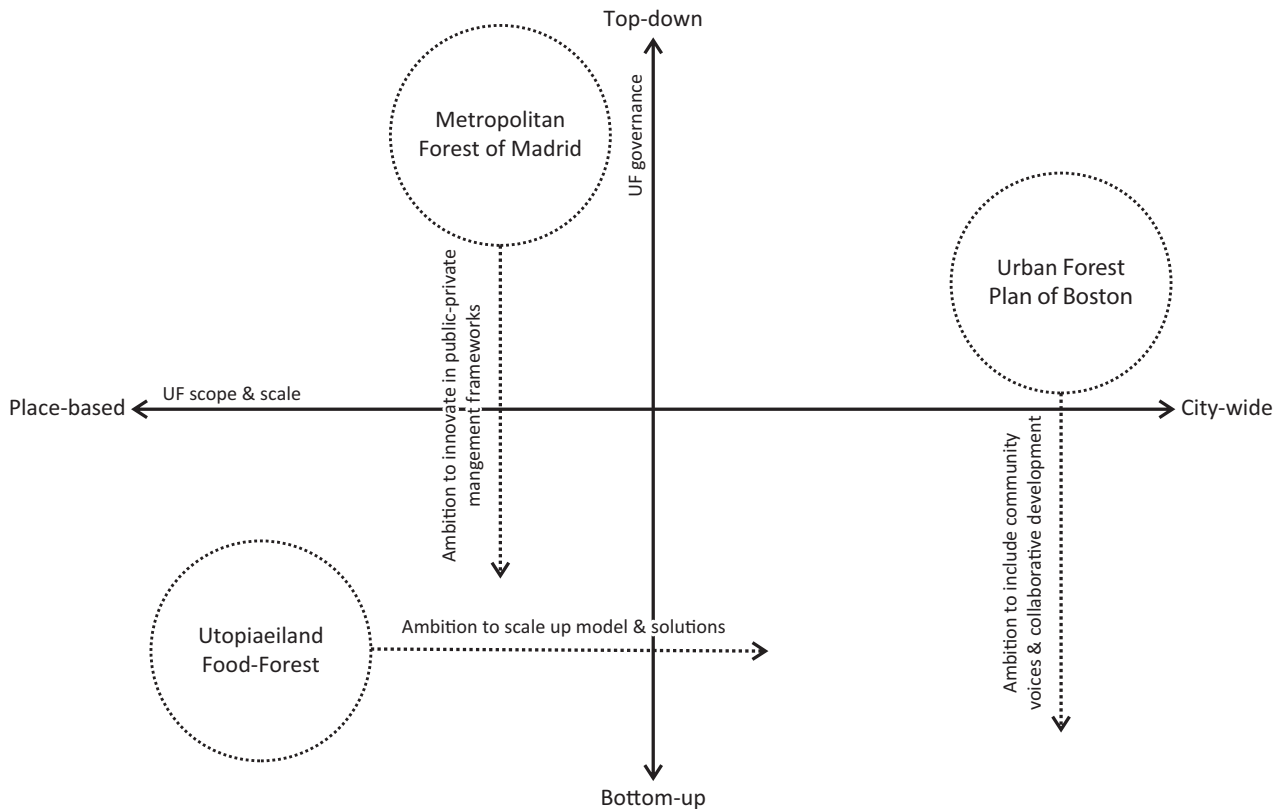 Top-down
UF governance
Metropolitan
Forest of Madrid
Urban Forest
Plan of Boston
Ambition to innovate in public-private
mangement frameworks
UF scope & scale
Place-based
City-wide
Ambition to include community
voices & collaborative development
Utopiaeiland
Food-Forest
Ambition to scale up model & solutions
Bottom-up